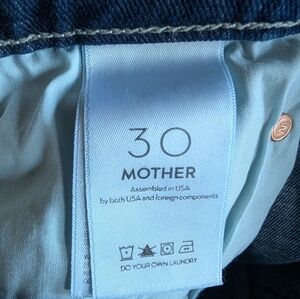 30
MOTHER
Assembled in USA
by both USA and foreign components
DO YOUR OWN LAUNDRY